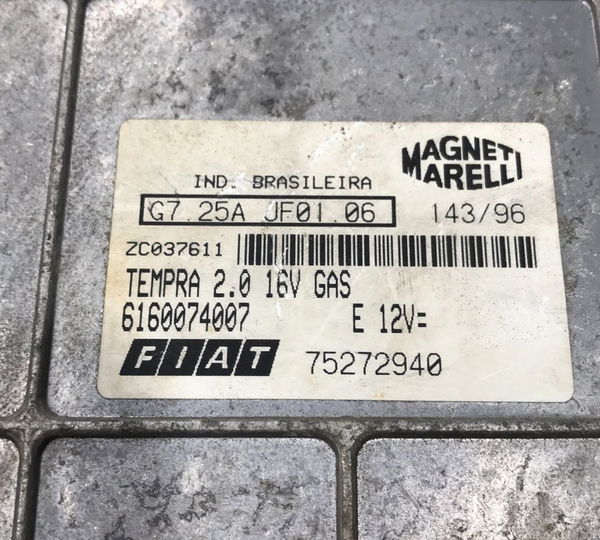 MAGNETI
MARELLI
IND. BRASILEIRA
G7.25A JF01.06
143/96
ZC037611
TEMPRA 2.0 16V GAS
6160074007 E 12V=
FIAT 75272940